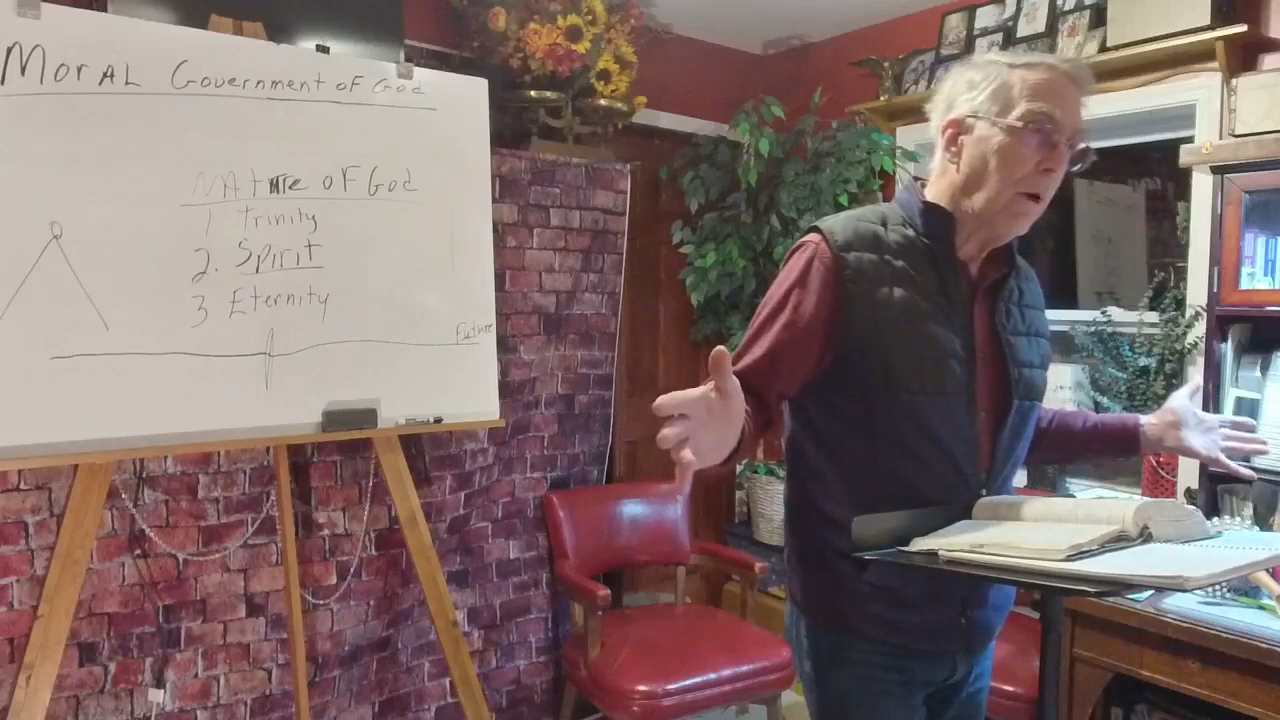 Moral Government of God
Nature of God
1 Trinity
2. Spirit
3 Eternity
Future